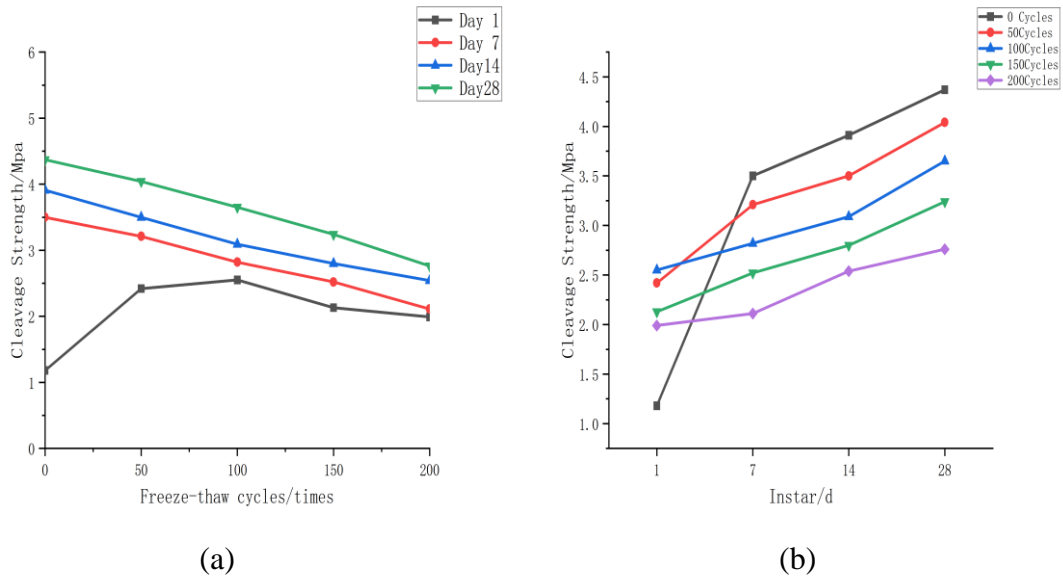 Day 1
Day 7
Day14
Day28
6
5
4
3
2
1
0
Cleavage Strength/Mpa
0 50 100 150 200
Freeze-thaw cycles/times
(a)
0 Cycles
50Cycles
100Cycles
150Cycles
200Cycles
4.5
4.0
3.5
3.0
2.5
2.0
1.5
1.0
Cleavage Strength/Mpa
1 7 14 28
Instar/d
(b)